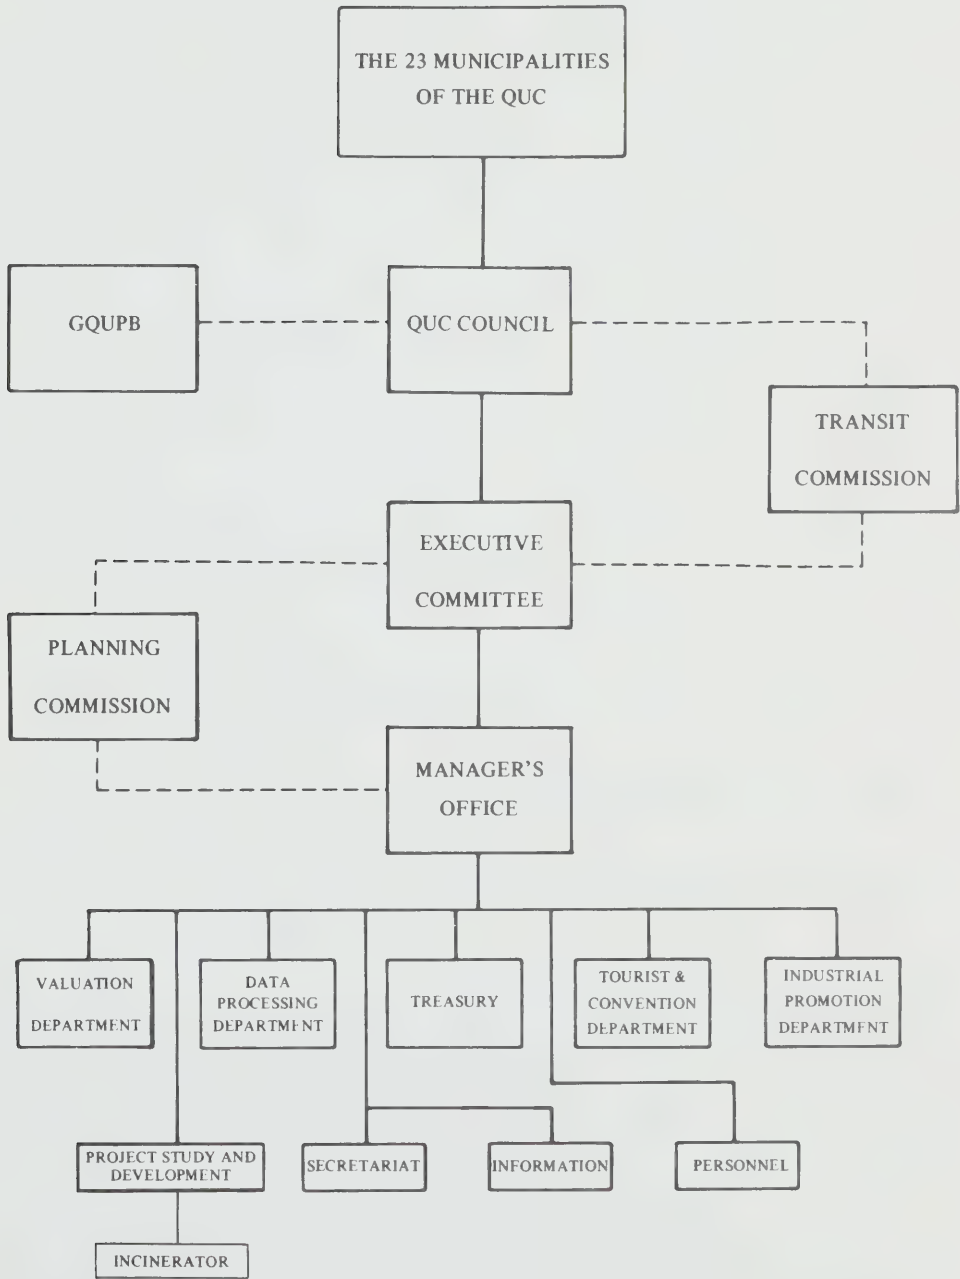 THE 23 MUNICIPALITIES
OF THE QUC
GQUPB
QUC COUNCIL
TRANSIT
COMMISSION
EXECUTIVE
COMMITTEE
PLANNING
COMMISSION
MANAGER'S
OFFICE
VALUATION
DEPARTMENT
DATA
PROCESSING
DEPARTMENT
TREASURY
TOURIST &
CONVENTION
DEPARTMENT
INDUSTRIAL
PROMOTION
DEPARTMENT
PROJECT STUDY AND
DEVELOPMENT
SECRETARIAT
INFORMATION
PERSONNEL
INCINERATOR